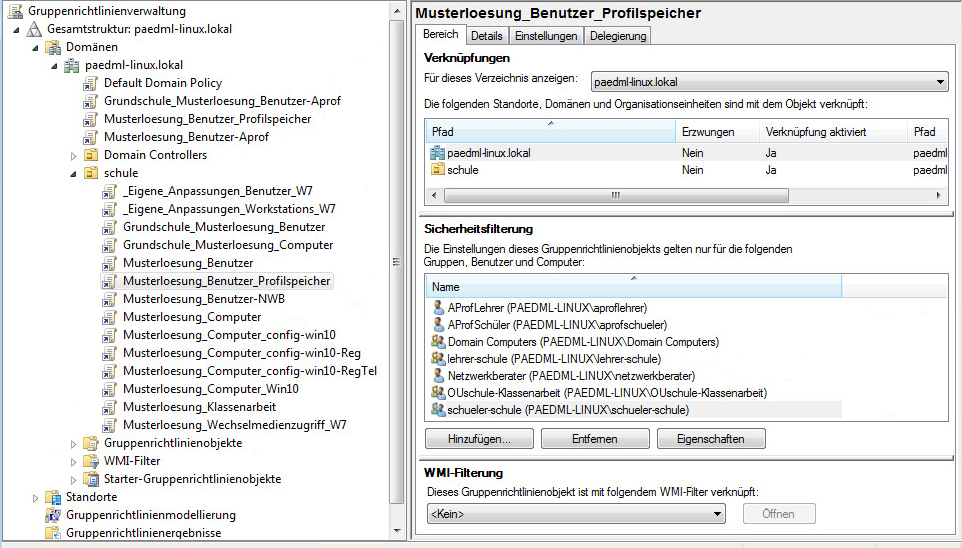 Gruppenrichtlinienverwaltung
Gesamtstruktur: paedml-linux.lokal
Domänen
paedml-linux.lokal
Default Domain Policy
Grundschule_Musterloesung_Benutzer-Aprof
Musterloesung_Benutzer_Profilspeicher
Musterloesung_Benutzer-Aprof
Domain Controllers
schule
_Eigene_Anpassungen_Benutzer_W7
_Eigene_Anpassungen_Workstations_W7
Grundschule_Musterloesung_Benutzer
Grundschule_Musterloesung_Computer
Musterloesung_Benutzer
Musterloesung_Benutzer_Profilspeicher
Musterloesung_Benutzer-NWB
Musterloesung_Computer
Musterloesung_Computer_config-win10
Musterloesung_Computer_config-win10-Reg
Musterloesung_Computer_config-win10-RegTel
Musterloesung_Computer_Win10
Musterloesung_Klassenarbeit
Musterloesung_Wechselmedienzugriff_W7
Gruppenrichtlinienobjekte
WMI-Filter
Starter-Gruppenrichtlinienobjekte
Standorte
Gruppenrichtlinienmodellierung
Gruppenrichtlinienergebnisse
Musterloesung_Benutzer_Profilspeicher
Bereich Details Einstellungen Delegierung
Verknüpfungen
Für dieses Verzeichnis anzeigen: paedml-linux.lokal
Die folgenden Standorte, Domänen und Organisationseinheiten sind mit dem Objekt verknüpft:
Pfad Erzwungen Verknüpfung aktiviert Pfad
paedml-linux.lokal Nein Ja paedml
schule Nein Ja paedml
Sicherheitsfilterung
Die Einstellungen dieses Gruppenrichtlinienobjekts gelten nur für die folgenden
Gruppen, Benutzer und Computer:
Name
AProfLehrer (PAEDML-LINUX\aproflehrer)
AProfSchüler (PAEDML-LINUX\aprofschueler)
Domain Computers (PAEDML-LINUX\Domain Computers)
lehrer-schule (PAEDML-LINUX\lehrer-schule)
Netzwerkberater (PAEDML-LINUX\netzwerkberater)
OUschule-Klassenarbeit (PAEDML-LINUX\OUschule-Klassenarbeit)
schueler-schule (PAEDML-LINUX\schueler-schule)
Hinzufügen... Entfernen Eigenschaften
WMI-Filterung
Dieses Gruppenrichtlinienobjekt ist mit folgendem WMI-Filter verknüpft:
<Kein> Öffnen